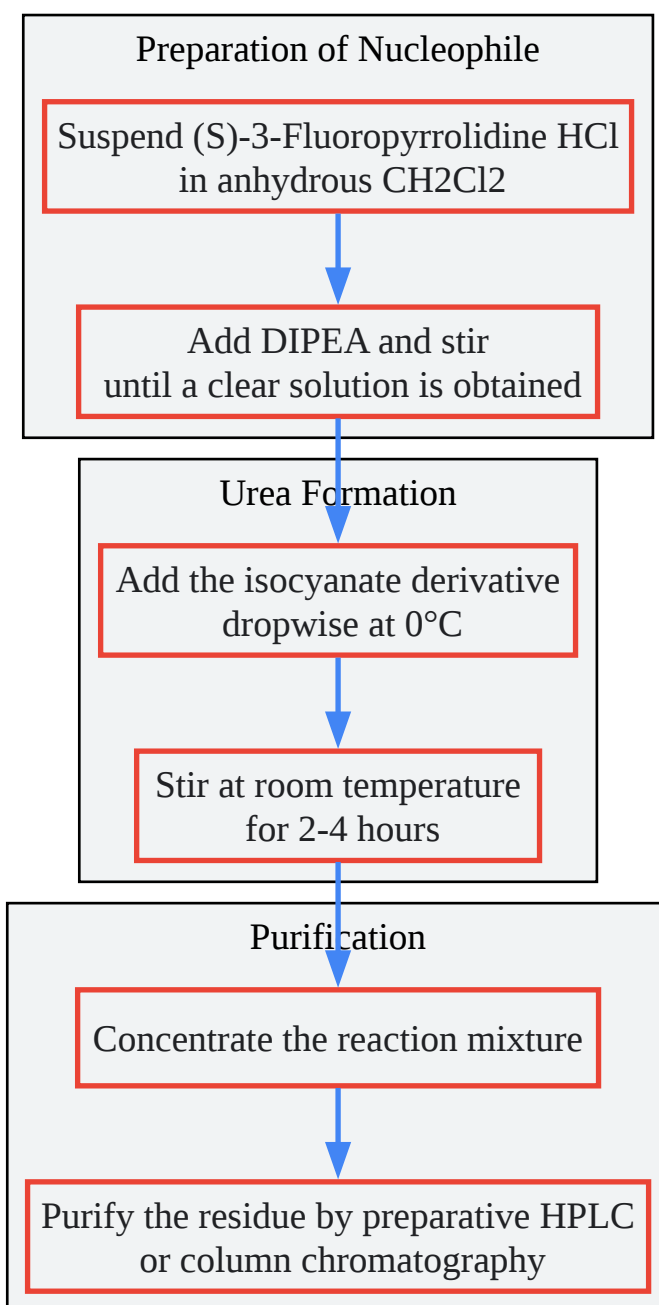 Preparation of Nucleophile
Suspend (S)-3-Fluoropyrrolidine HCl
in anhydrous CH2Cl2
Add DIPEA and stir
until a clear solution is obtained
Urea Formation
Add the isocyanate derivative
dropwise at 0°C
Stir at room temperature
for 2-4 hours
Purification
Concentrate the reaction mixture
Purify the residue by preparative HPLC
or column chromatography